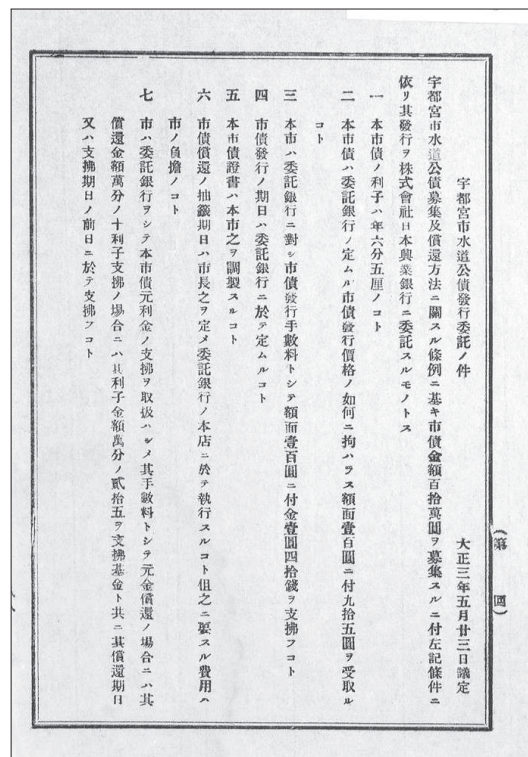 宇都宮市水道公債發行委託ノ件
大正三年五月廿三日議定
宇都宮市水道公債募集及償還方法ニ關スル條例ニ基キ市債金額百拾萬圓ヲ募集スルニ付左記條件ニ
依リ其發行ヲ株式會社日本興業銀行ニ委託スルモノトス
一 本市債ノ利子ハ年六分五厘ノコト
二 本市債ハ委託銀行ノ定ムル市債發行價格ノ如何ニ拘ハラス額面壹百圓ニ付九拾五圓ヲ受取ル
コト
三 本市ハ委託銀行ニ對シ市債發行手數料トシテ額面壹百圓ニ付金壹圓四拾錢ヲ支拂フコト
四 市債發行ノ期日ハ委託銀行ニ於テ定ムルコト
五 本市債證書ハ本市之ヲ調製スルコト
六 市債償還ノ抽籤期日ハ市長之ヲ定メ委託銀行ノ本店ニ於テ執行スルコト但之ニ要スル費用ハ
市ノ負擔ノコト
七 市ハ委託銀行ヲシテ本市債元利金ノ支拂ヲ取扱ハシメ其手數料トシテ元金償還ノ場合ニハ其
償還金額萬分ノ十利子支拂ノ場合ニハ其利子金額萬分ノ貳拾五ヲ支拂基金ト共ニ其償還期日
又ハ支拂期日ノ前日ニ於テ支拂フコト